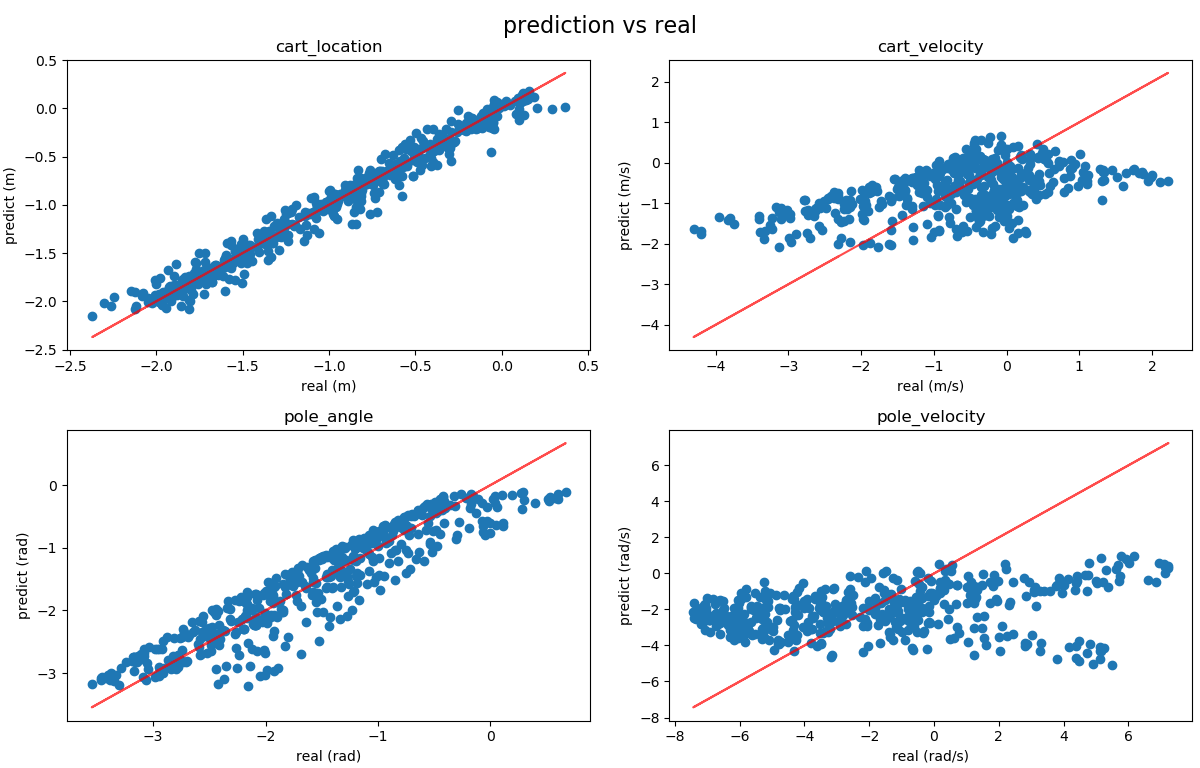 prediction vs real
cart_location
0.5
0.0
−0.5
−1.0
−1.5
−2.0
−2.5
predict (m)
−2.5 −2.0 −1.5 −1.0 −0.5 0.0 0.5
real (m)
cart_velocity
2
1
0
−1
−2
−3
−4
predict (m/s)
−4 −3 −2 −1 0 1 2
real (m/s)
pole_angle
0
−1
−2
−3
predict (rad)
−3 −2 −1 0
real (rad)
pole_velocity
6
4
2
0
−2
−4
−6
−8
predict (rad/s)
−8 −6 −4 −2 0 2 4 6
real (rad/s)